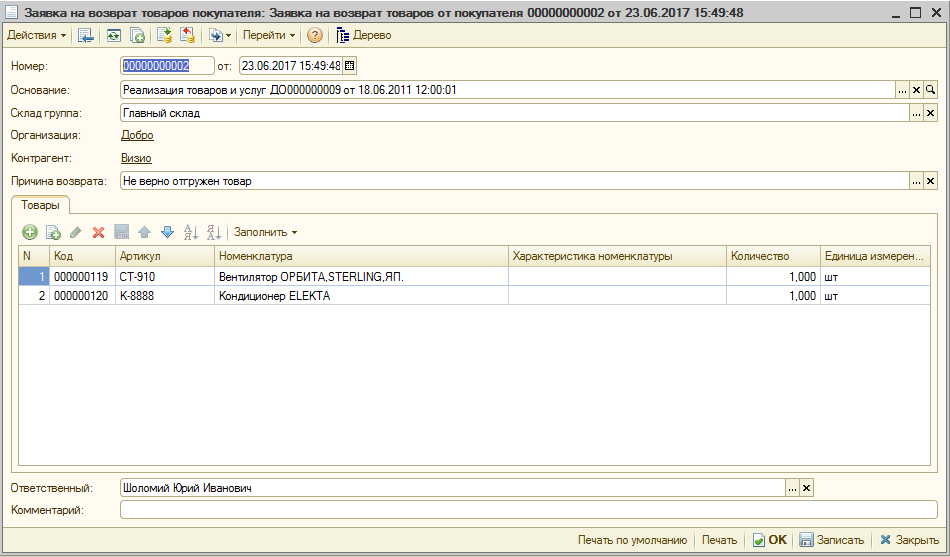 Заявка на возврат товаров покупателя: Заявка на возврат товаров от покупателя 00000000002 от 23.06.2017 15:49:48
Действия Перейти ? Дерево
Номер: 00000000002 от: 23.06.2017 15:49:48
Основание: Реализация товаров и услуг ДО000000009 от 18.06.2011 12:00:01
Склад группа: Главный склад
Организация: Добро
Контрагент: Визио
Причина возврата: Не верно отгружен товар
Товары
Заполнить
N Код Артикул Номенклатура Характеристика номенклатуры Количество Единица измерен...
1 000000119 СТ-910 Вентилятор ОРБИТА,STERLING,ЯП. 1,000 шт
2 000000120 К-8888 Кондиционер ELEKTA 1,000 шт
Ответственный: Шоломий Юрий Иванович
Комментарий:
Печать по умолчанию Печать OK Записать Закрыть